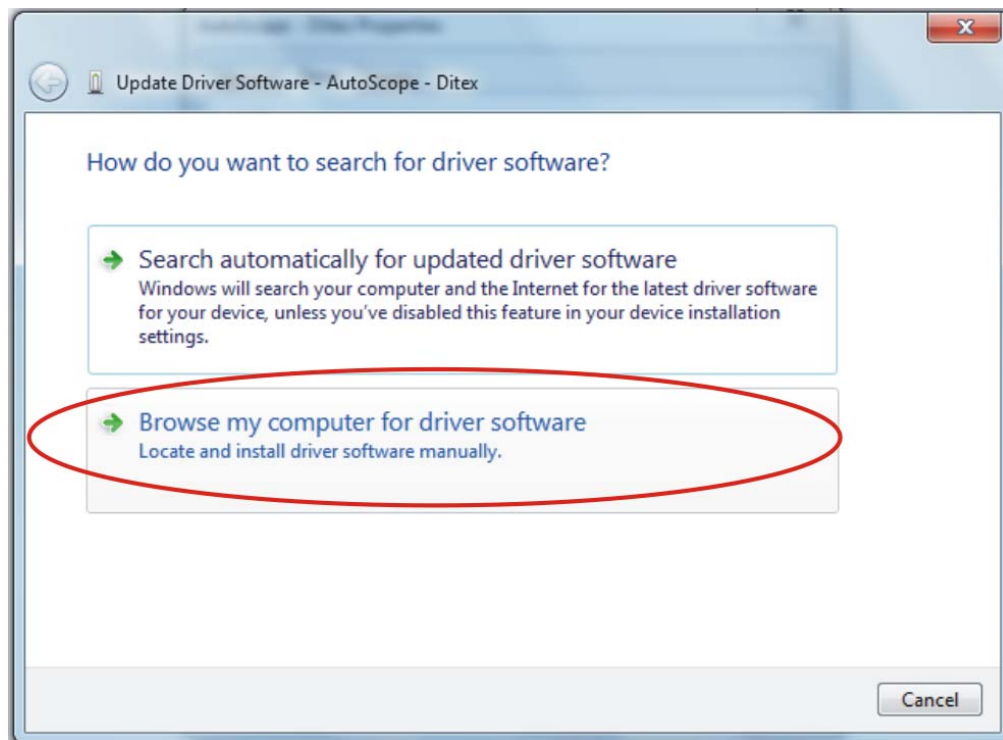 Update Driver Software - AutoScope - Ditex
How do you want to search for driver software?
Search automatically for updated driver software
Windows will search your computer and the Internet for the latest driver software
for your device, unless you've disabled this feature in your device installation
settings.
Browse my computer for driver software
Locate and install driver software manually.
Cancel